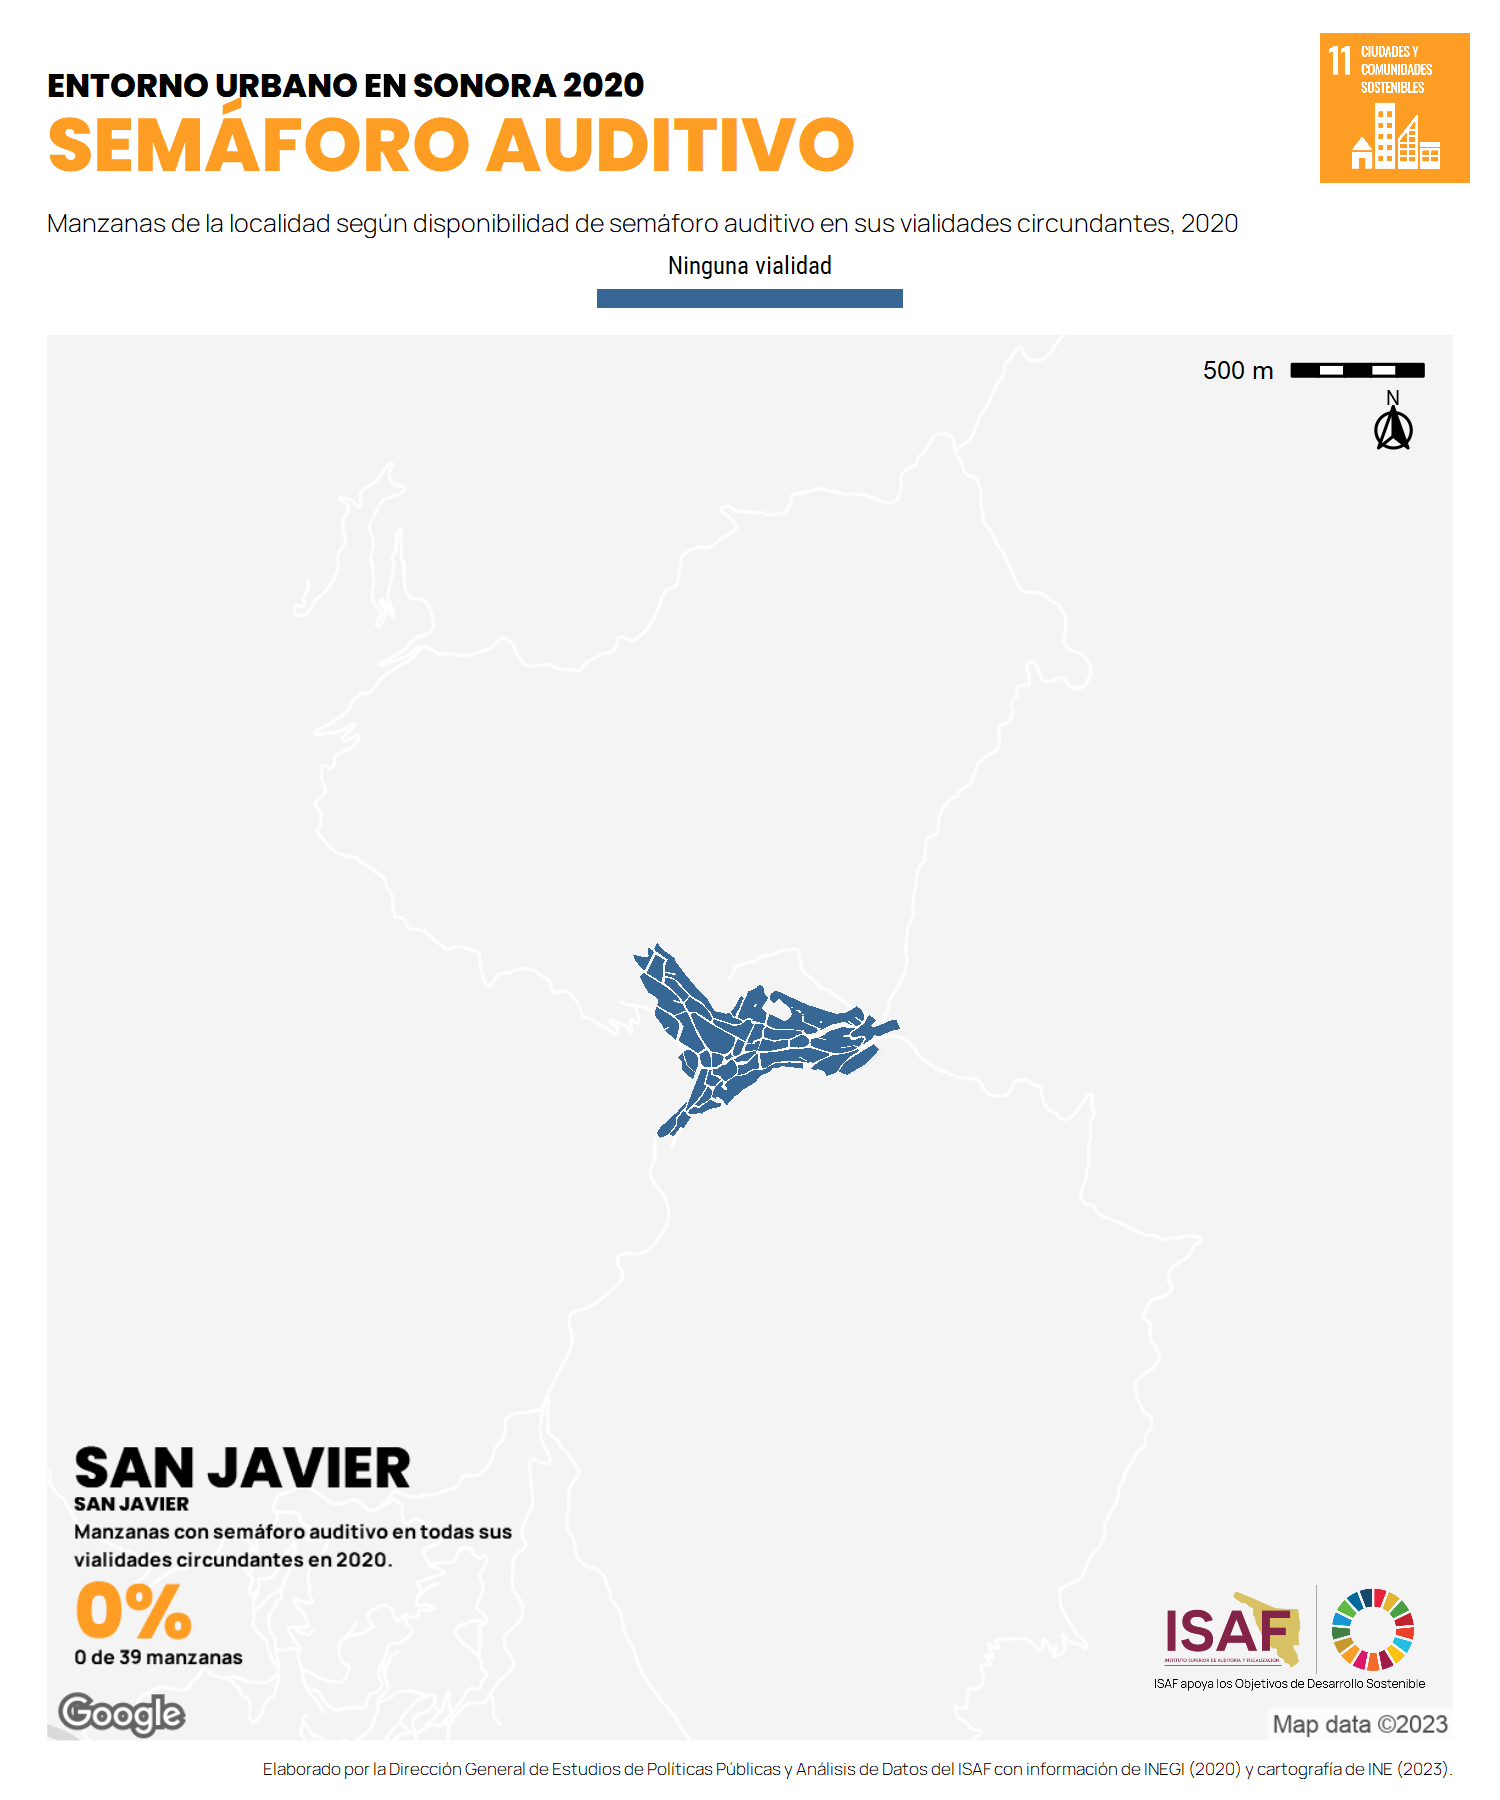 ENTORNO URBANO EN SONORA 2020
SEMÁFORO AUDITIVO
11 CIUDADES Y
COMUNIDADES
SOSTENIBLES
Manzanas de la localidad según disponibilidad de semáforo auditivo en sus vialidades circundantes, 2020
Ninguna vialidad
500 m
N
SAN JAVIER
SAN JAVIER
Manzanas con semáforo auditivo en todas sus
vialidades circundantes en 2020.
0%
0 de 39 manzanas
ISAF
INSTITUTO SUPERIOR DE AUDITORÍA Y FISCALIZACIÓN
ISAF apoya los Objetivos de Desarrollo Sostenible
Google
Map data ©2023
Elaborado por la Dirección General de Estudios de Políticas Públicas y Análisis de Datos del ISAF con información de INEGI (2020) y cartografía de INE (2023).